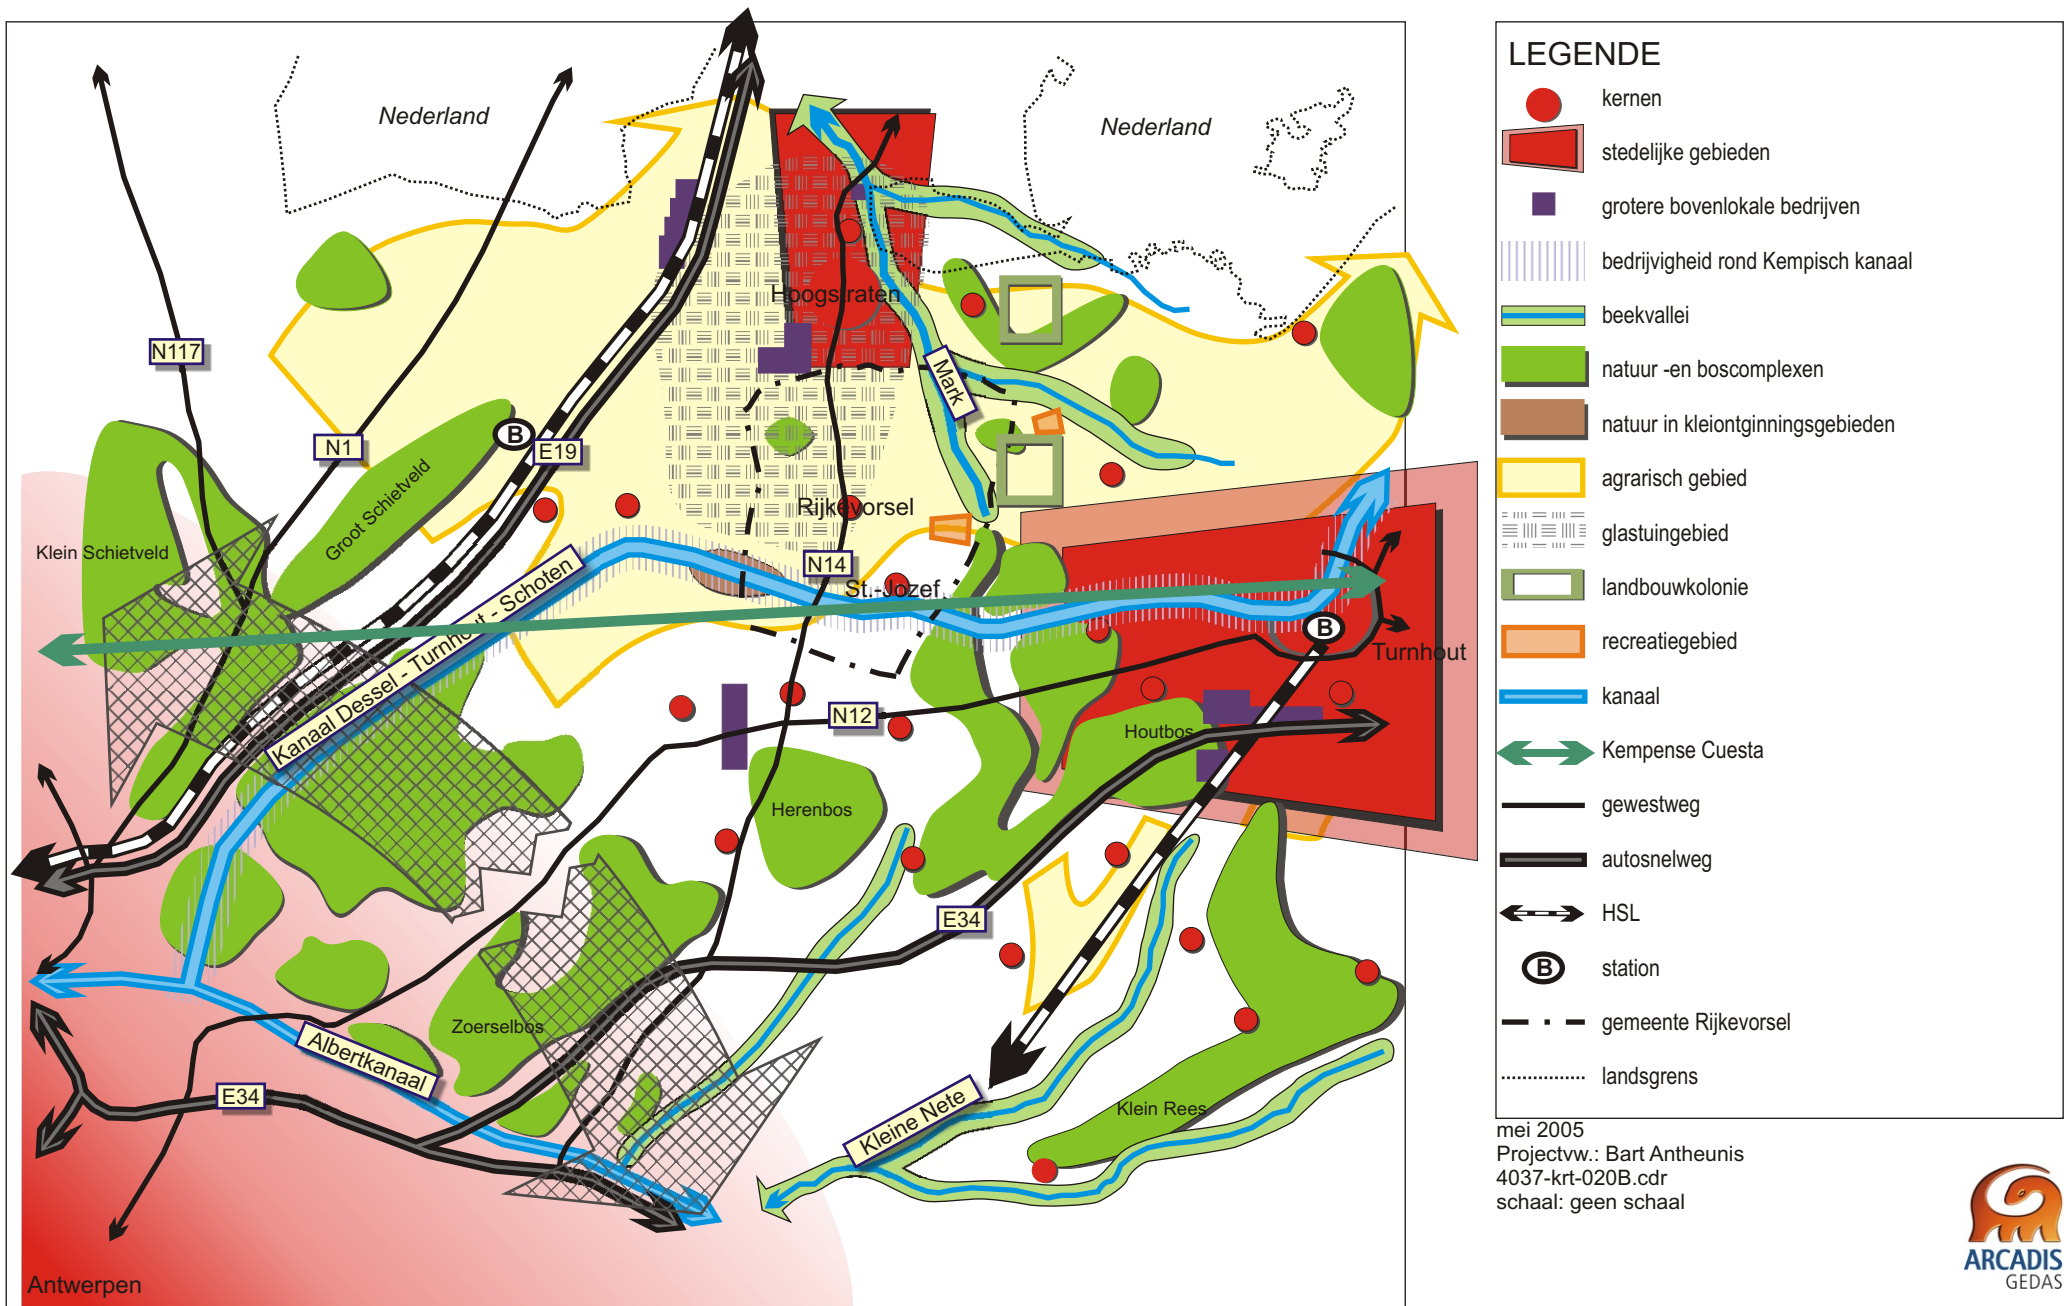 Nederland
Nederland
N117
N1
B
E19
Hoogstraten
Mark
Groot Schietveld
Klein Schietveld
Rijkevorsel
N14
St.-Jozef
Kanaal Dessel - Turnhout - Schoten
B
Turnhout
N12
Houtbos
Herenbos
E34
Zoerselbos
Albertkanaal
E34
Kleine Nete
Klein Rees
Antwerpen
LEGENDE
kernen
stedelijke gebieden
grotere bovenlokale bedrijven
bedrijvigheid rond Kempisch kanaal
beekvallei
natuur -en boscomplexen
natuur in kleiontginningsgebieden
agrarisch gebied
glastuingebied
landbouwkolonie
recreatiegebied
kanaal
Kempense Cuesta
gewestweg
autosnelweg
HSL
B station
gemeente Rijkevorsel
landsgrens
mei 2005
Projectvw.: Bart Antheunis
4037-krt-020B.cdr
schaal: geen schaal
ARCADIS
GEDAS